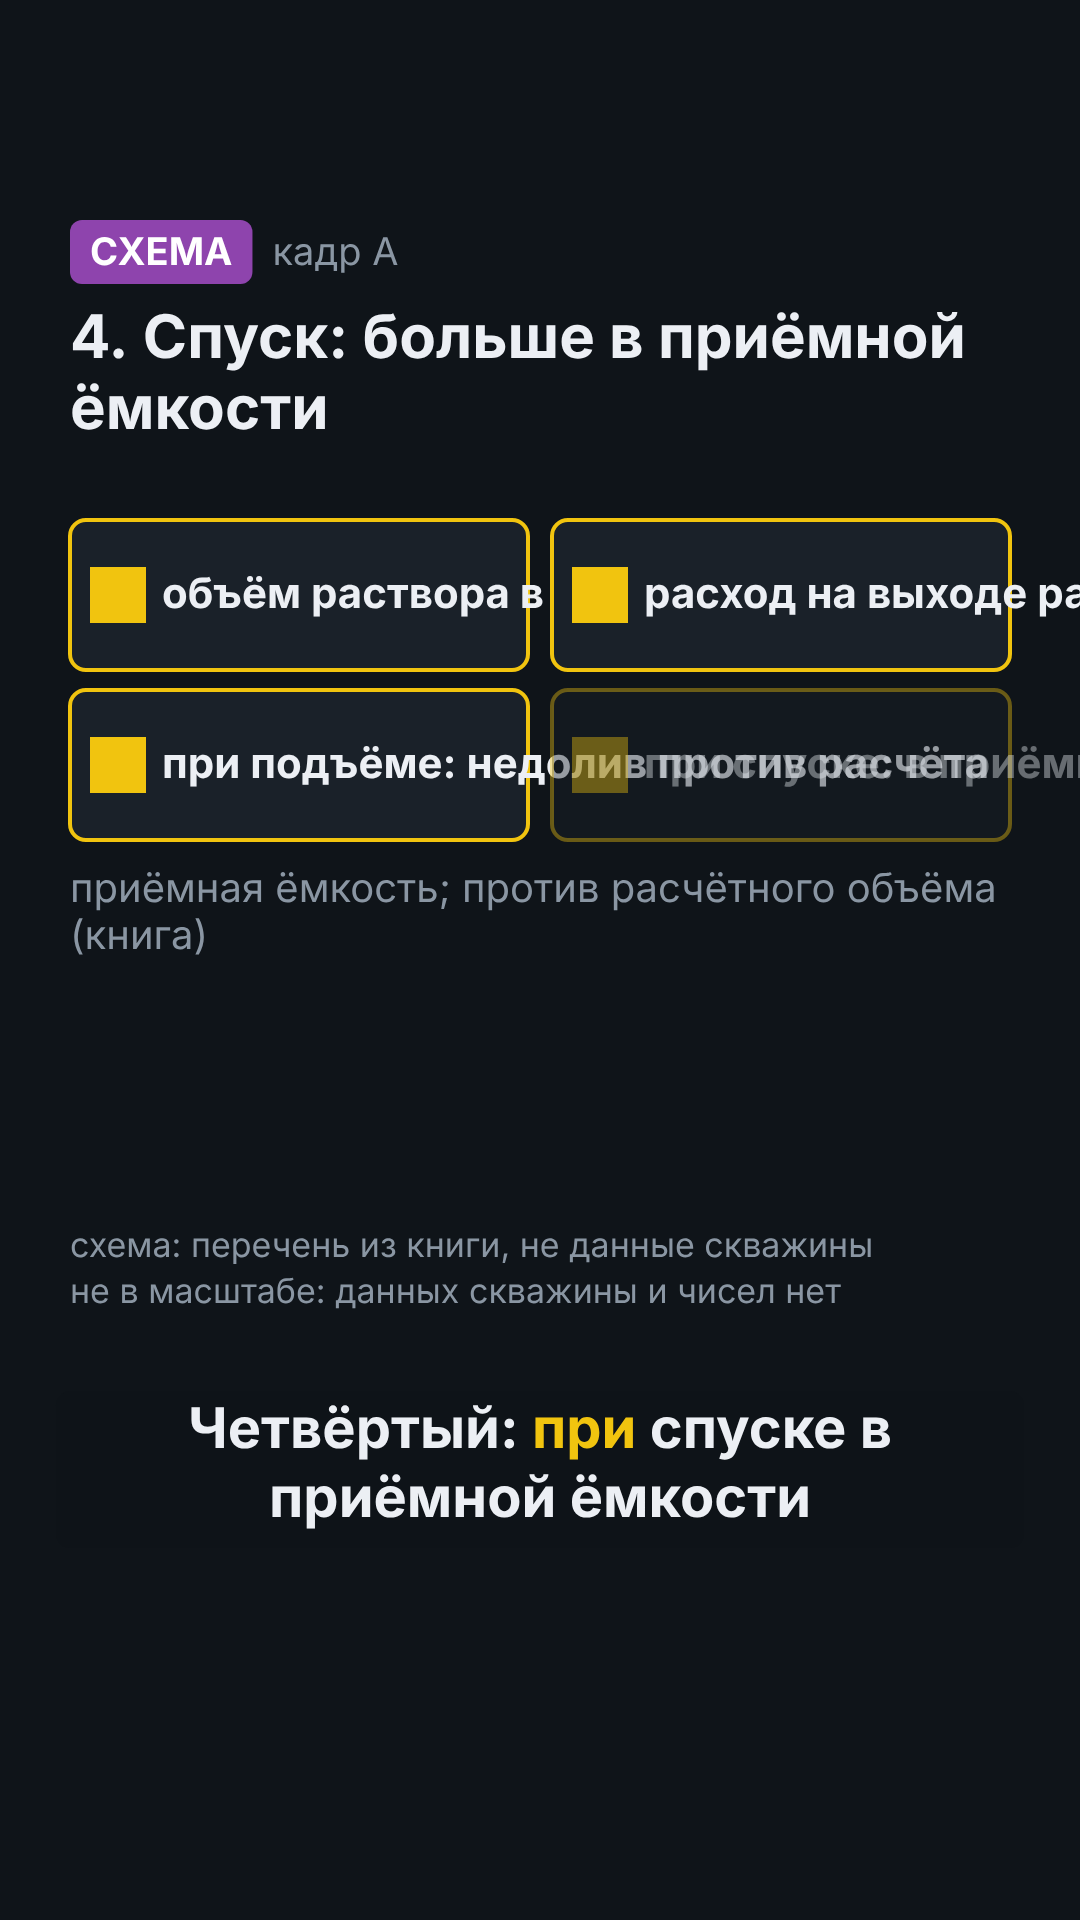 СХЕМА кадр А
4. Спуск: больше в приёмной
ёмкости
объём раствора в
расход на выходе
при подъёме: недолив против расчёта
приёмная ёмкость; против расчётного объёма
(книга)
схема: перечень из книги, не данные скважины
не в масштабе: данных скважины и чисел нет
Четвёртый: при спуске в
приёмной ёмкости